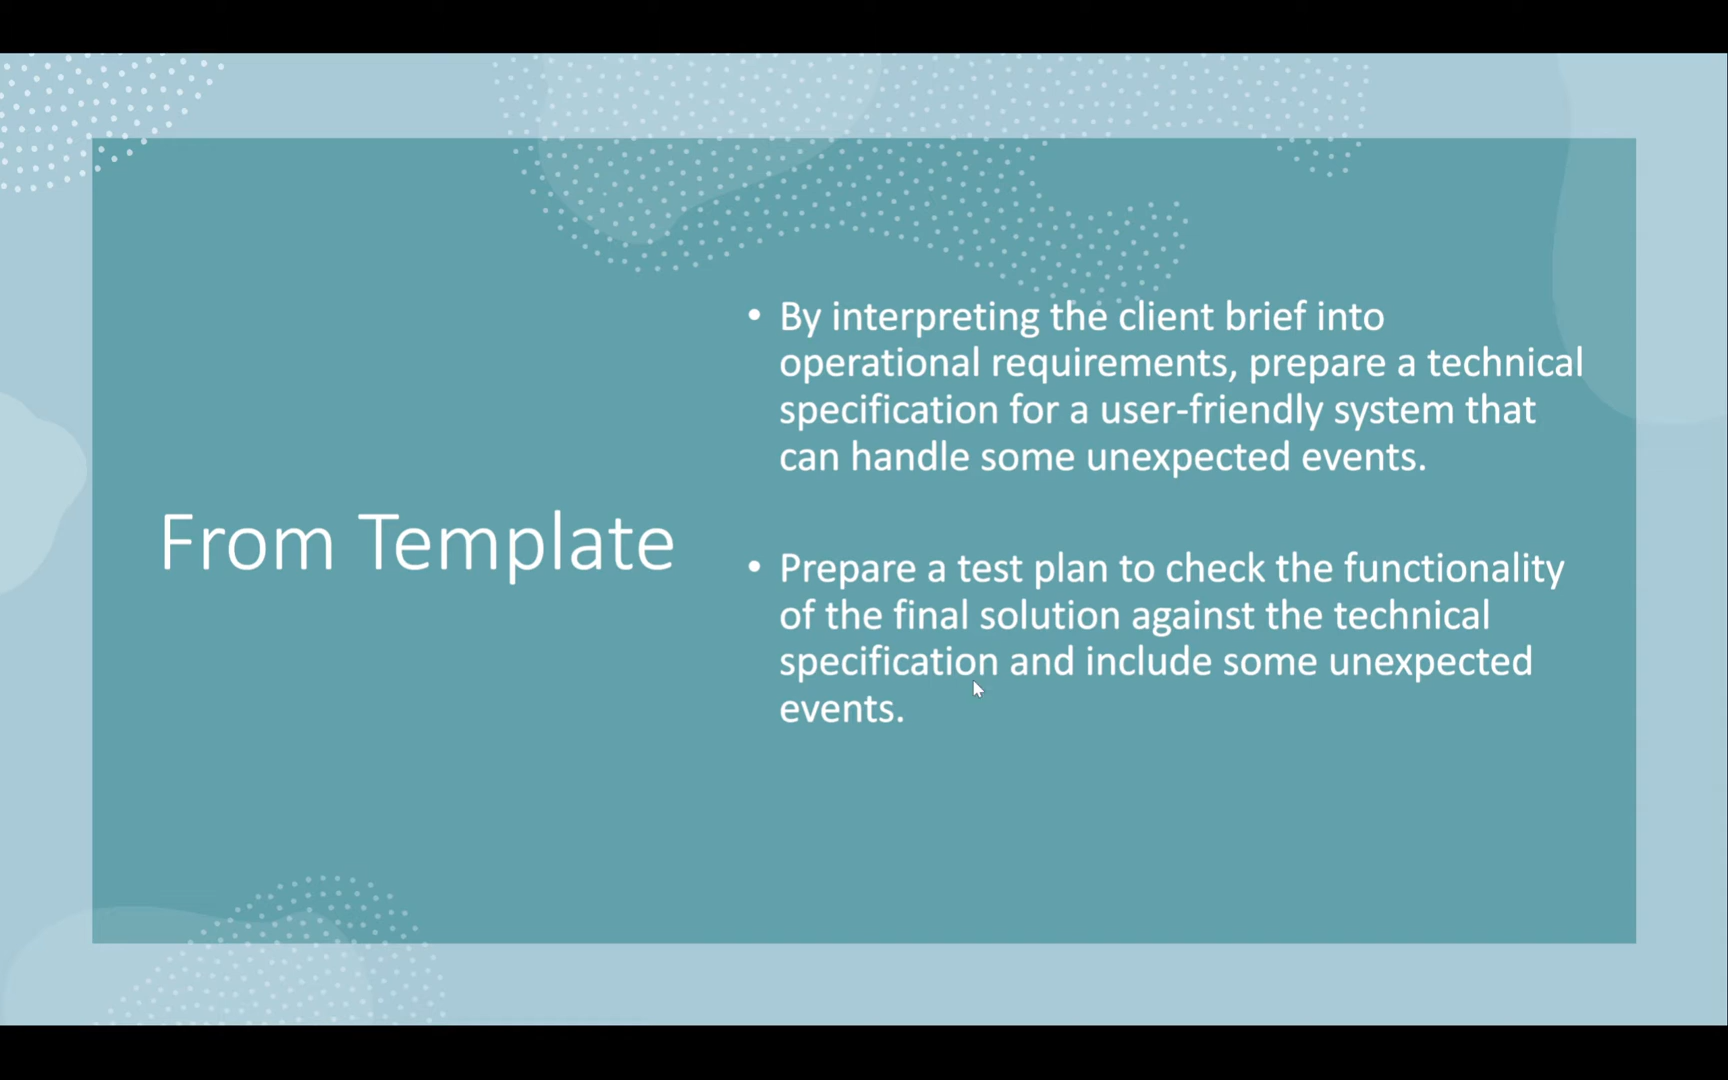 From Template
• By interpreting the client brief into
operational requirements, prepare a technical
specification for a user-friendly system that
can handle some unexpected events.
• Prepare a test plan to check the functionality
of the final solution against the technical
specification and include some unexpected
events.